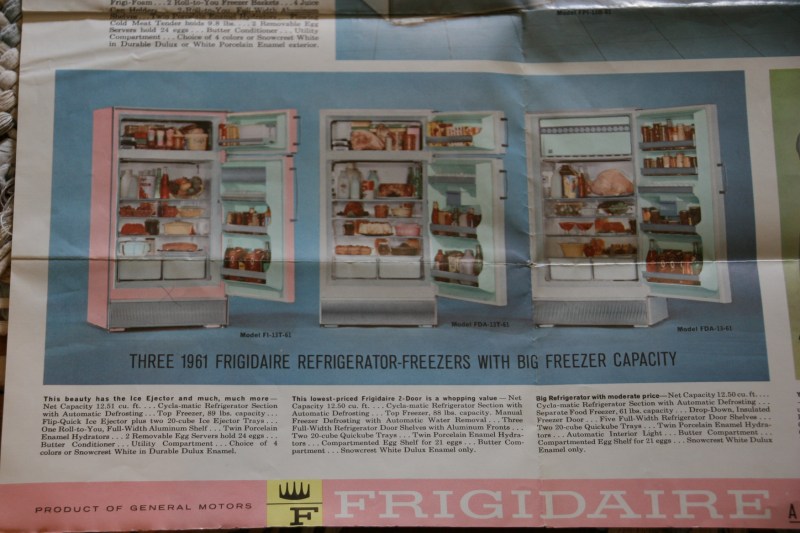 Frigi-Foam... 2 Roll-to-You Freezer Baskets... 4 Juice
Cold Meat Tender holds 9.8 lbs. ... 2 Removable Egg
Servers hold 24 eggs... Butter Conditioner... Utility
Compartment... Choice of 4 colors or Snowcrest White
in Durable Dulux or White Porcelain Enamel exterior.
Model FI-13T-61
Model FDA-13T-61
Model FDA-13-61
THREE 1961 FRIGIDAIRE REFRIGERATOR-FREEZERS WITH BIG FREEZER CAPACITY
This beauty has the Ice Ejector and much, much more—
Net Capacity 12.51 cu. ft. ... Cycla-matic Refrigerator Section
with Automatic Defrosting... Top Freezer, 89 lbs. capacity...
Flip-Quick Ice Ejector plus two 20-cube Ice Ejector Trays...
One Roll-to-You, Full-Width Aluminum Shelf... Twin Porcelain
Enamel Hydrators... 2 Removable Egg Servers hold 24 eggs...
Butter Conditioner... Utility Compartment... Choice of 4
colors or Snowcrest White in Durable Dulux Enamel.
This lowest-priced Frigidaire 2-Door is a whopping value—Net
Capacity 12.50 cu. ft. ... Cycla-matic Refrigerator Section with
Automatic Defrosting... Top Freezer, 88 lbs. capacity. Manual
Freezer Defrosting with Automatic Water Removal... Three
Full-Width Refrigerator Door Shelves with Aluminum Fronts...
Two 20-cube Quickube Trays... Twin Porcelain Enamel Hydra-
tors... Compartmented Egg Shelf for 21 eggs... Butter Com-
partment... Snowcrest White Dulux Enamel only.
Big Refrigerator with moderate price—Net Capacity 12.50 cu. ft. ...
Cycla-matic Refrigerator Section with Automatic Defrosting...
Separate Food Freezer, 61 lbs. capacity... Drop-Down, Insulated
Freezer Door... Five Full-Width Refrigerator Door Shelves...
Two 20-cube Quickube Trays... Twin Porcelain Enamel Hydra-
tors... Automatic Interior Light... Butter Compartment...
Compartmented Egg Shelf for 21 eggs... Snowcrest White Dulux
Enamel only.
PRODUCT OF GENERAL MOTORS
F
FRIGIDAIRE
A